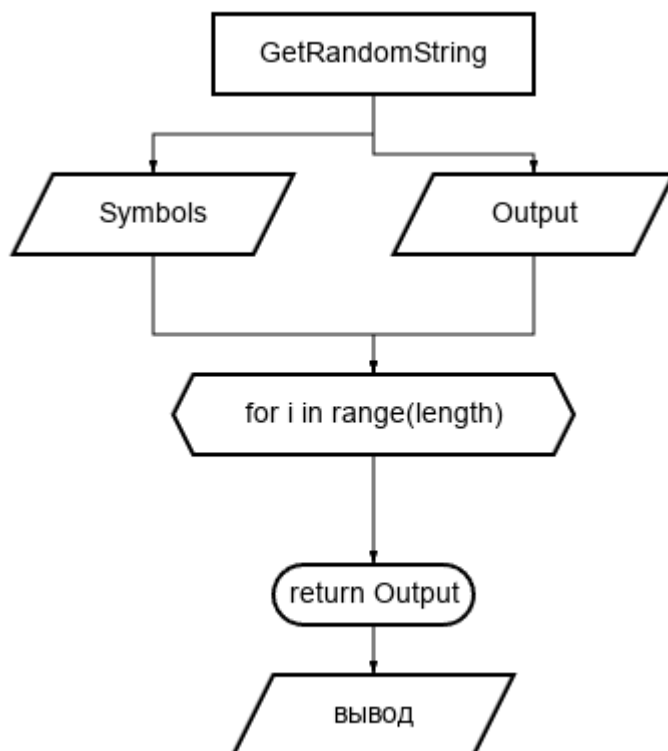 GetRandomString
Symbols
Output
for i in range(length)
return Output
вывод